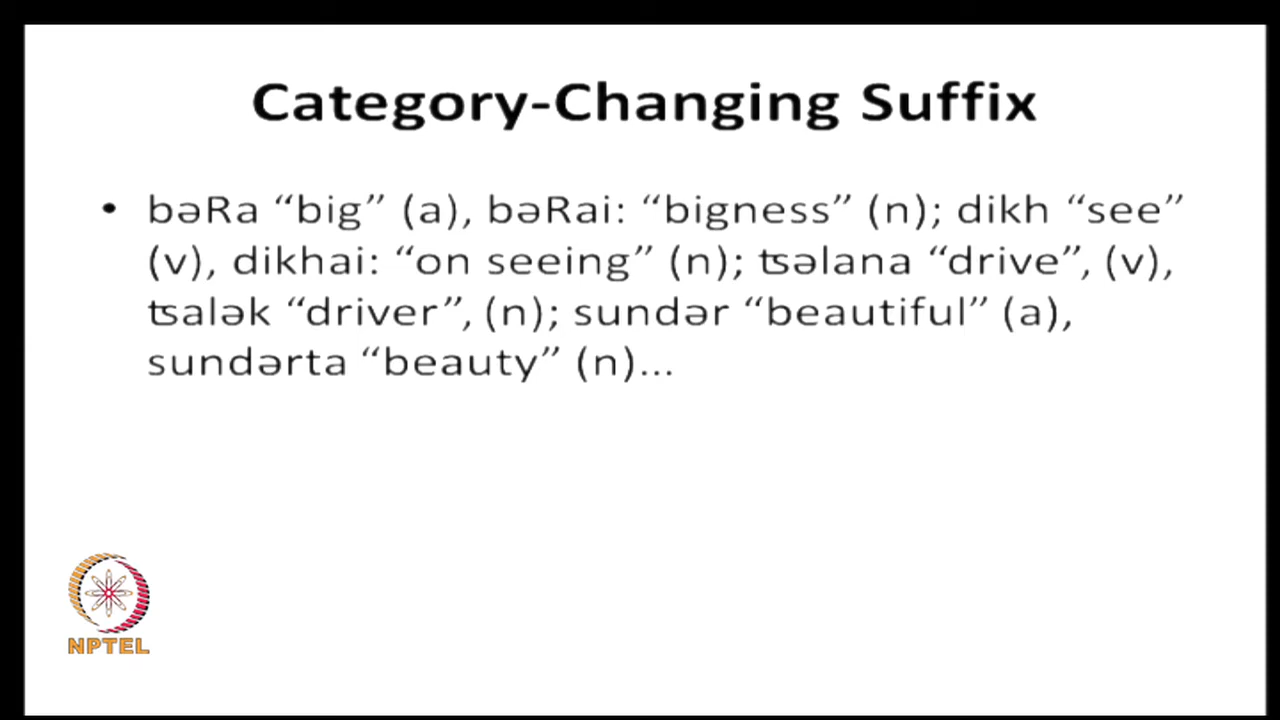 Category-Changing Suffix
• bəRa “big” (a), bəRai: “bigness” (n); dikh “see”
(v), dikhai: “on seeing” (n); ʦəlana “drive”, (v),
ʦalək “driver”, (n); sundər “beautiful” (a),
sundərta “beauty” (n)...
NPTEL